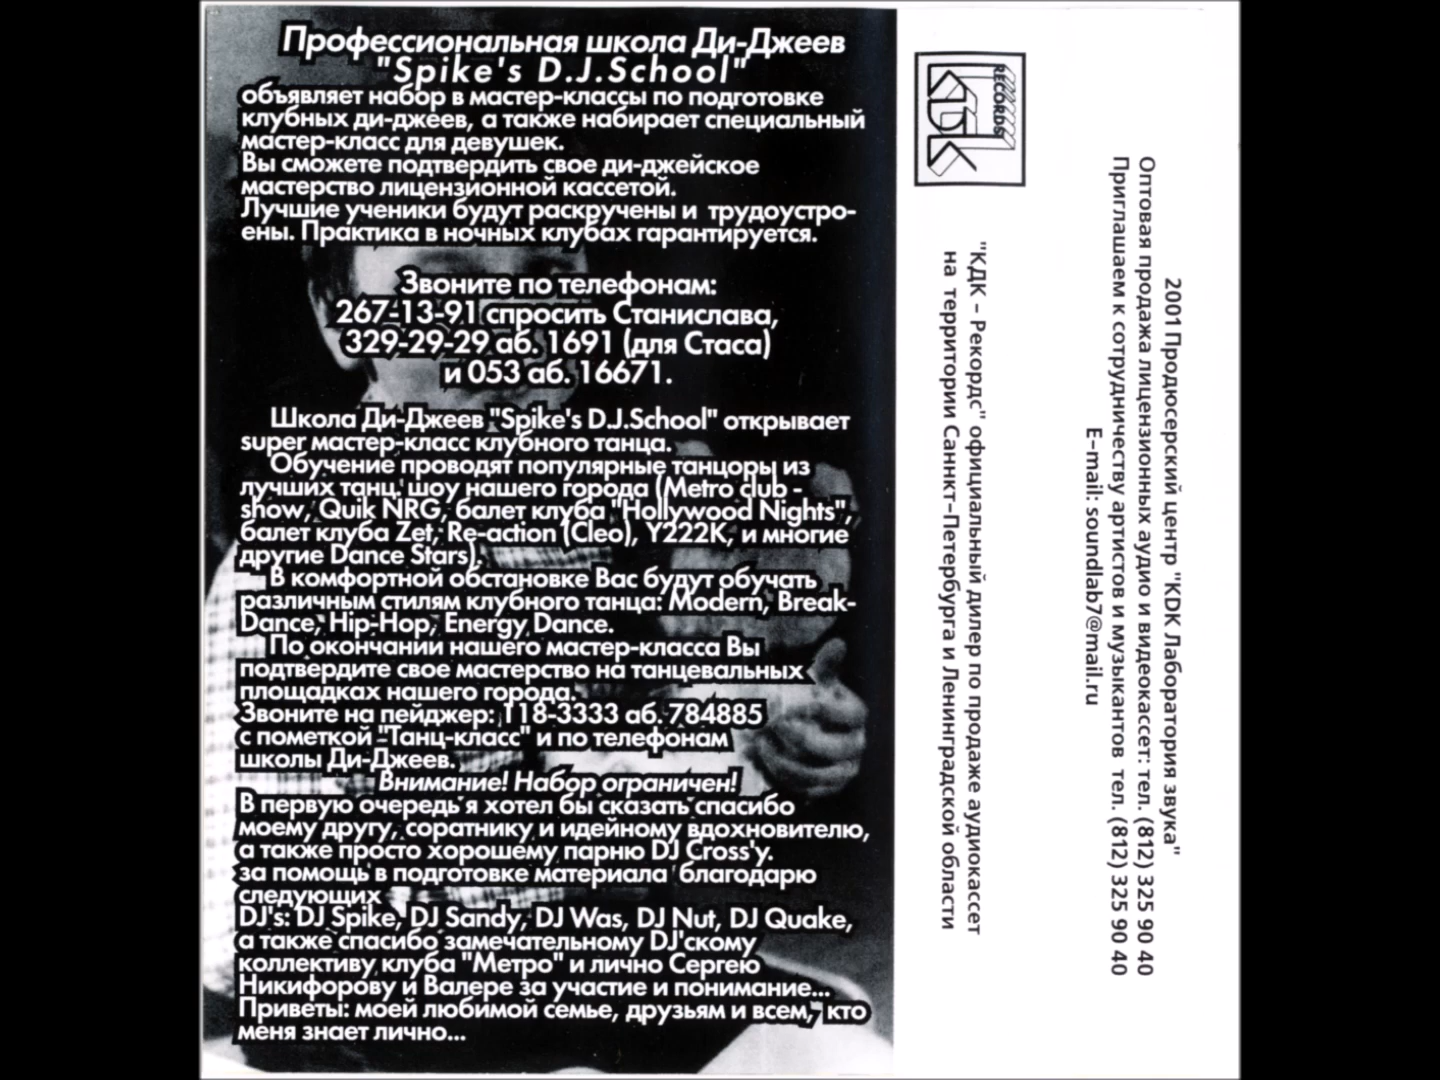 Профессиональная школа Ди-Джеев
"Spike's D.J.School"
объявляет набор в мастер-классы по подготовке
клубных ди-джеев, а также набирает специальный
мастер-класс для девушек.
Вы сможете подтвердить свое ди-джейское
мастерство лицензионной кассетой.
Лучшие ученики будут раскручены и трудоустро-
ены. Практика в ночных клубах гарантируется.
Звоните по телефонам:
267-13-91 спросить Станислава,
329-29-29 аб. 1691 (для Стаса)
и 053 аб. 16671.
Школа Ди-Джеев "Spike's D.J.School" открывает
super мастер-класс клубного танца.
Обучение проводят популярные танцоры из
лучших танц. шоу нашего города (Metro club -
show, Quik NRG, балет клуба "Hollywood Nights",
балет клуба Zet, Re-action (Cleo), Y222K, и многие
другие Dance Stars).
В комфортной обстановке Вас будут обучать
различным стилям клубного танца: Modern, Break-
Dance, Hip-Hop, Energy Dance.
По окончании нашего мастер-класса Вы
подтвердите свое мастерство на танцевальных
площадках нашего города.
Звоните на пейджер: 118-3333 аб. 784885
с пометкой "Танц-класс" и по телефонам
школы Ди-Джеев.
Внимание! Набор ограничен!
В первую очередь я хотел бы сказать спасибо
моему другу, соратнику и идейному вдохновителю,
а также просто хорошему парню DJ Cross'у.
за помощь в подготовке материала благодарю
следующих
DJ's: DJ Spike, DJ Sandy, DJ Was, DJ Nut, DJ Quake,
а также спасибо замечательному DJ'скому
коллективу клуба "Метро" и лично Сергею
Никифорову и Валере за участие и понимание...
Приветы: моей любимой семье, друзьям и всем, кто
меня знает лично...
КДК
RECORDS
"КДК – Рекордс" официальный дилер по продаже аудиокассет
на территории Саннкт–Петербурга и Ленинградской области
2001 Продюсерский центр "KDK Лаборатория звука"
Оптовая продажа лицензионных аудио и видеокассет: тел. (812) 325 90 40
Приглашаем к сотрудничеству артистов и музыкантов тел. (812) 325 90 40
E-mail: soundlab7@mail.ru